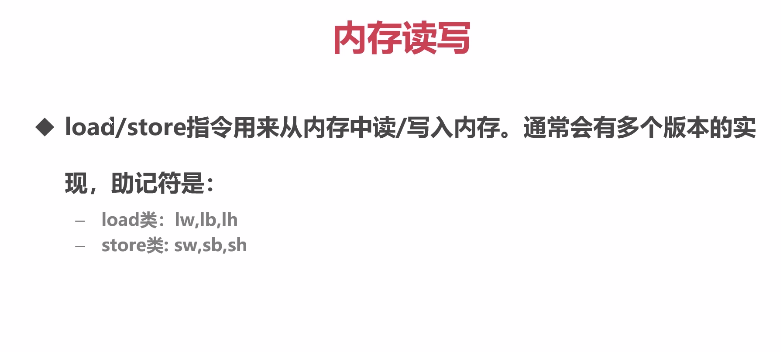 内存读写
◆ load/store指令用来从内存中读/写入内存。通常会有多个版本的实
现，助记符是：
– load类：lw,lb,lh
– store类: sw,sb,sh